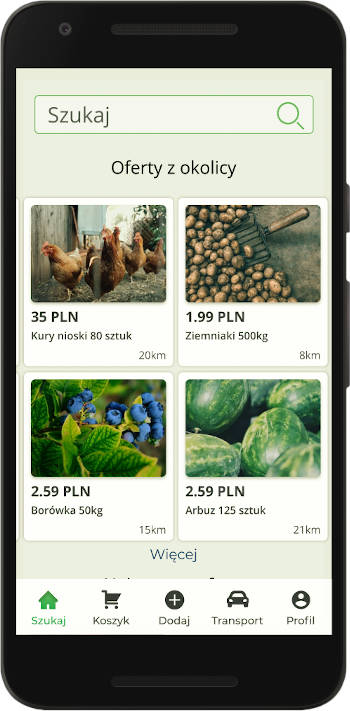 Szukaj
Oferty z okolicy
35 PLN
Kury nioski 80 sztuk
20km
1.99 PLN
Ziemniaki 500kg
8km
2.59 PLN
Borówka 50kg
15km
2.59 PLN
Arbuz 125 sztuk
21km
Więcej
Szukaj
Koszyk
Dodaj
Transport
Profil